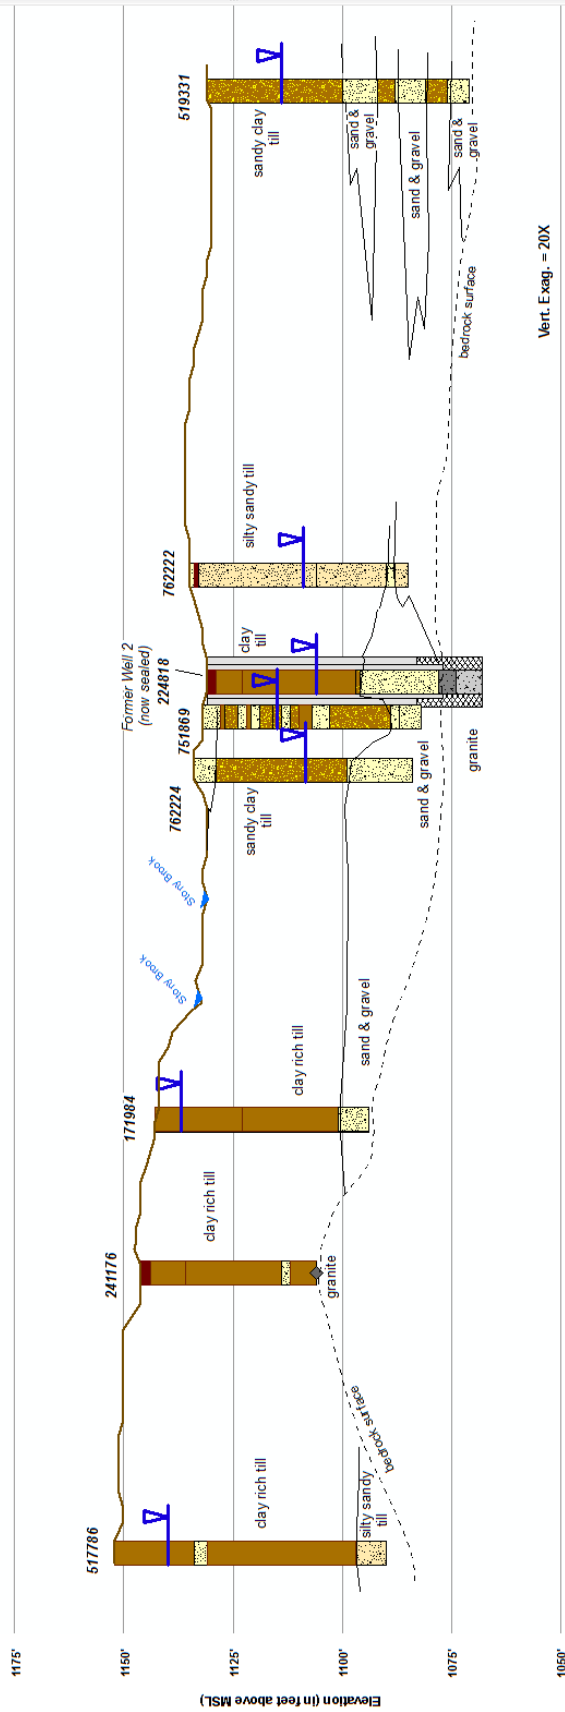 1175'
1150'
1125'
1100'
1075'
1050'
Elevation (in feet above MSL)
517786
clay rich till
silty sandy
till
bedrock surface
241176
clay rich till
granite
171984
clay rich till
sand & gravel
Stony Brook
Stony Brook
762224
sandy clay
till
sand & gravel
751869
Former Well 2
(now sealed)
224818
clay
till
granite
762222
silty sandy till
bedrock surface
519331
sandy clay
till
sand &
gravel
sand & gravel
sand &
gravel
Vert. Exag. = 20X